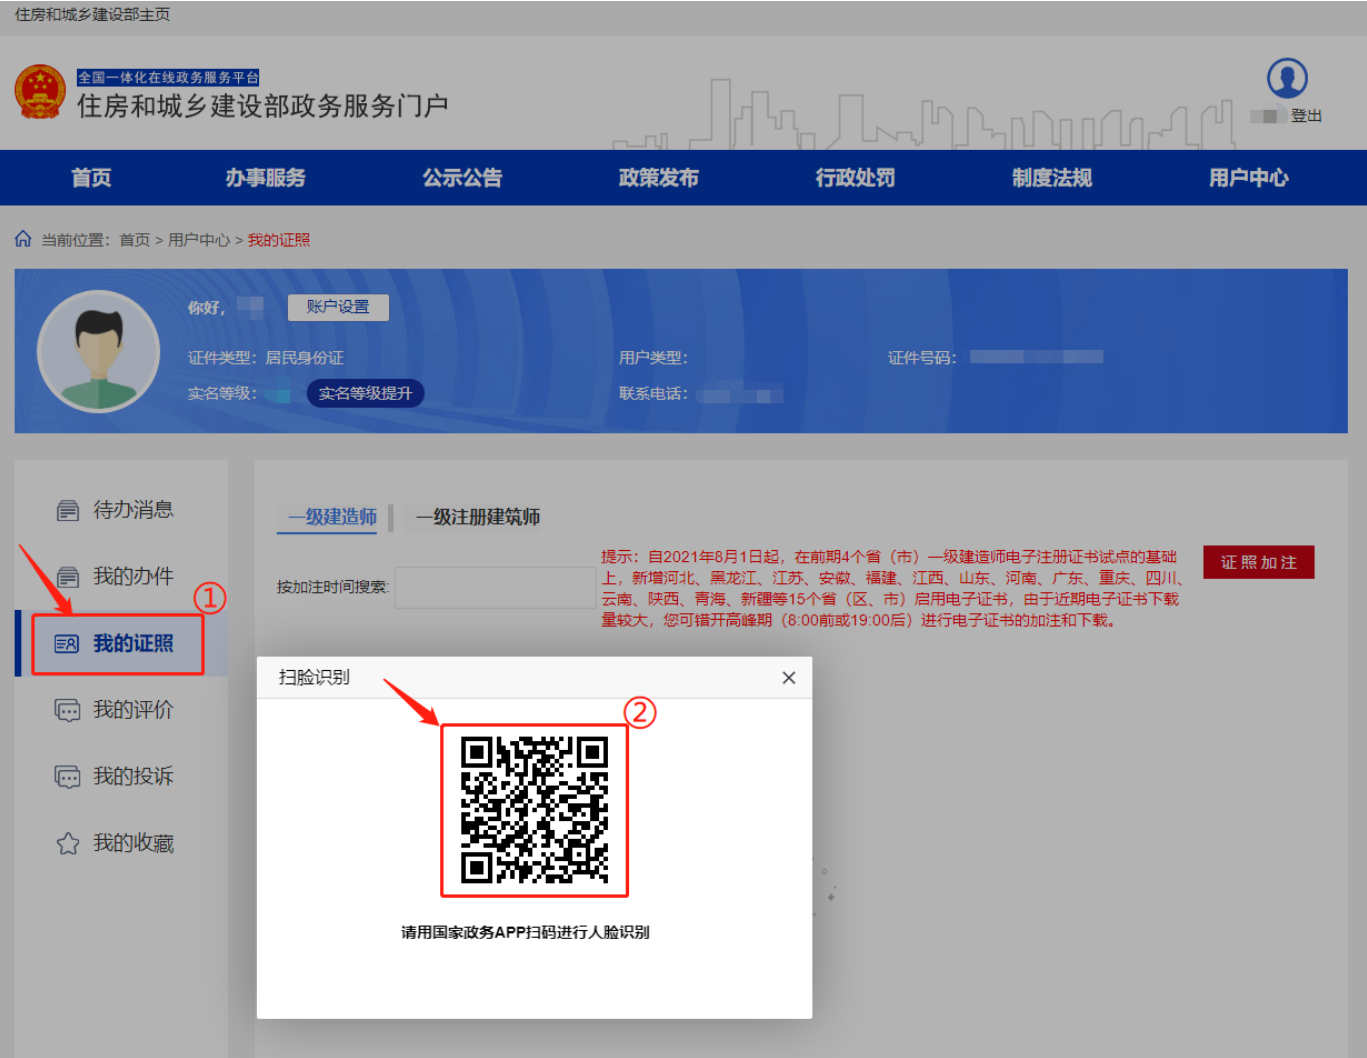 住房和城乡建设部主页
全国一体化在线政务服务平台
住房和城乡建设部政务服务门户
登出
首页
办事服务
公示公告
政策发布
行政处罚
制度法规
用户中心
当前位置：首页 > 用户中心 > 我的证照
你好，
账户设置
证件类型：居民身份证
用户类型：
证件号码：
实名等级：
实名等级提升
联系电话：
待办消息
我的办件
①
我的证照
我的评价
我的投诉
我的收藏
一级建造师
一级注册建筑师
按加注时间搜索:
提示：自2021年8月1日起，在前期4个省（市）一级建造师电子注册证书试点的基础
上，新增河北、黑龙江、江苏、安徽、福建、江西、山东、河南、广东、重庆、四川、
云南、陕西、青海、新疆等15个省（区、市）启用电子证书，由于近期电子证书下载
量较大，您可错开高峰期（8:00前或19:00后）进行电子证书的加注和下载。
证照加注
扫脸识别
×
②
请用国家政务APP扫码进行人脸识别